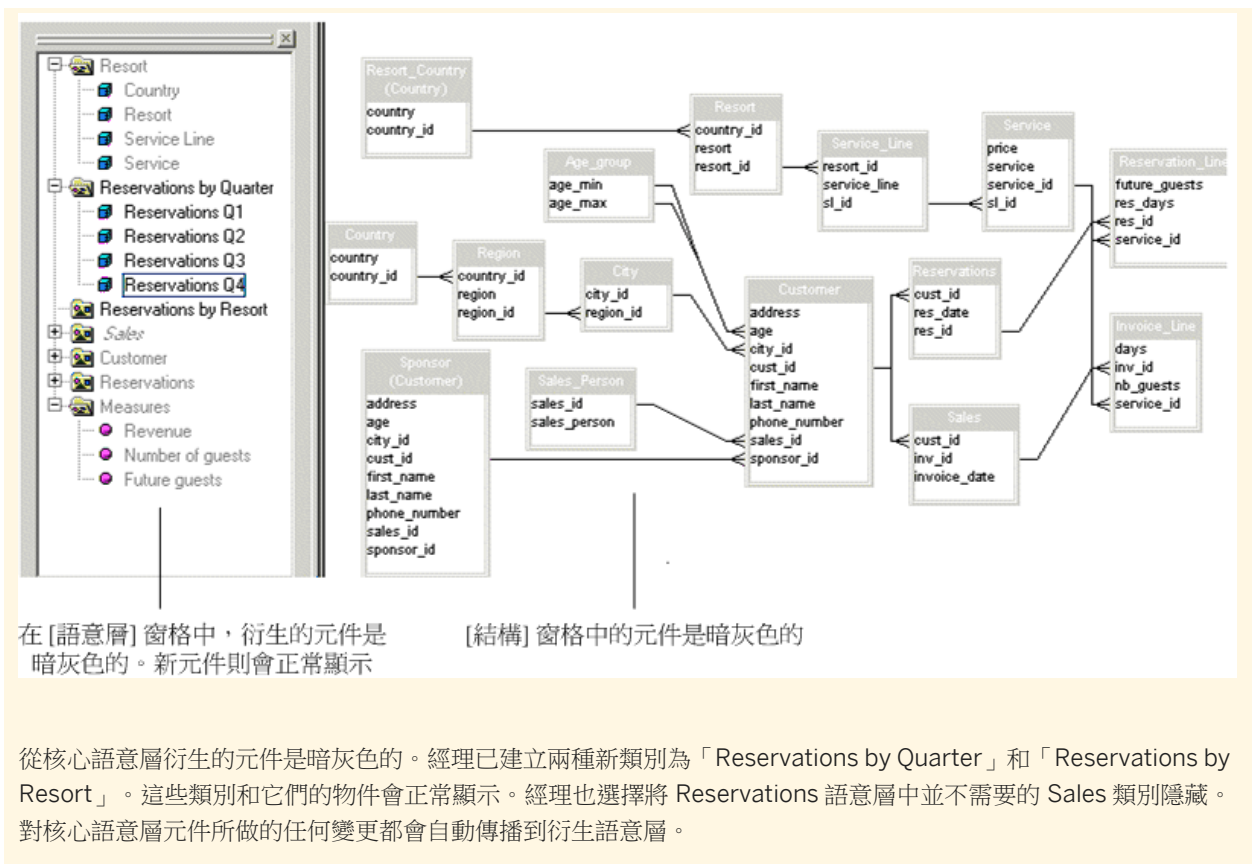 Resort
Country
Resort
Service Line
Service
Reservations by Quarter
Reservations Q1
Reservations Q2
Reservations Q3
Reservations Q4
Reservations by Resort
Sales
Customer
Reservations
Measures
Revenue
Number of guests
Future guests
Resort_Country
(Country)
country
country_id
Resort
country_id
resort
resort_id
Service_Line
resort_id
service_line
sl_id
Service
price
service
service_id
sl_id
Reservation_Line
future_guests
res_days
res_id
service_id
Age_group
age_min
age_max
Country
country
country_id
Region
country_id
region
region_id
City
city_id
region_id
Customer
address
age
city_id
cust_id
first_name
last_name
phone_number
sales_id
sponsor_id
Reservations
cust_id
res_date
res_id
Invoice_Line
days
inv_id
nb_guests
service_id
Sponsor
(Customer)
address
age
city_id
cust_id
first_name
last_name
phone_number
sales_id
sponsor_id
Sales_Person
sales_id
sales_person
Sales
cust_id
inv_id
invoice_date
在 [語意層] 窗格中，衍生的元件是
暗灰色的。新元件則會正常顯示
[結構] 窗格中的元件是暗灰色的
從核心語意層衍生的元件是暗灰色的。經理已建立兩種新類別為「Reservations by Quarter」和「Reservations by
Resort」。這些類別和它們的物件會正常顯示。經理也選擇將 Reservations 語意層中並不需要的 Sales 類別隱藏。
對核心語意層元件所做的任何變更都會自動傳播到衍生語意層。